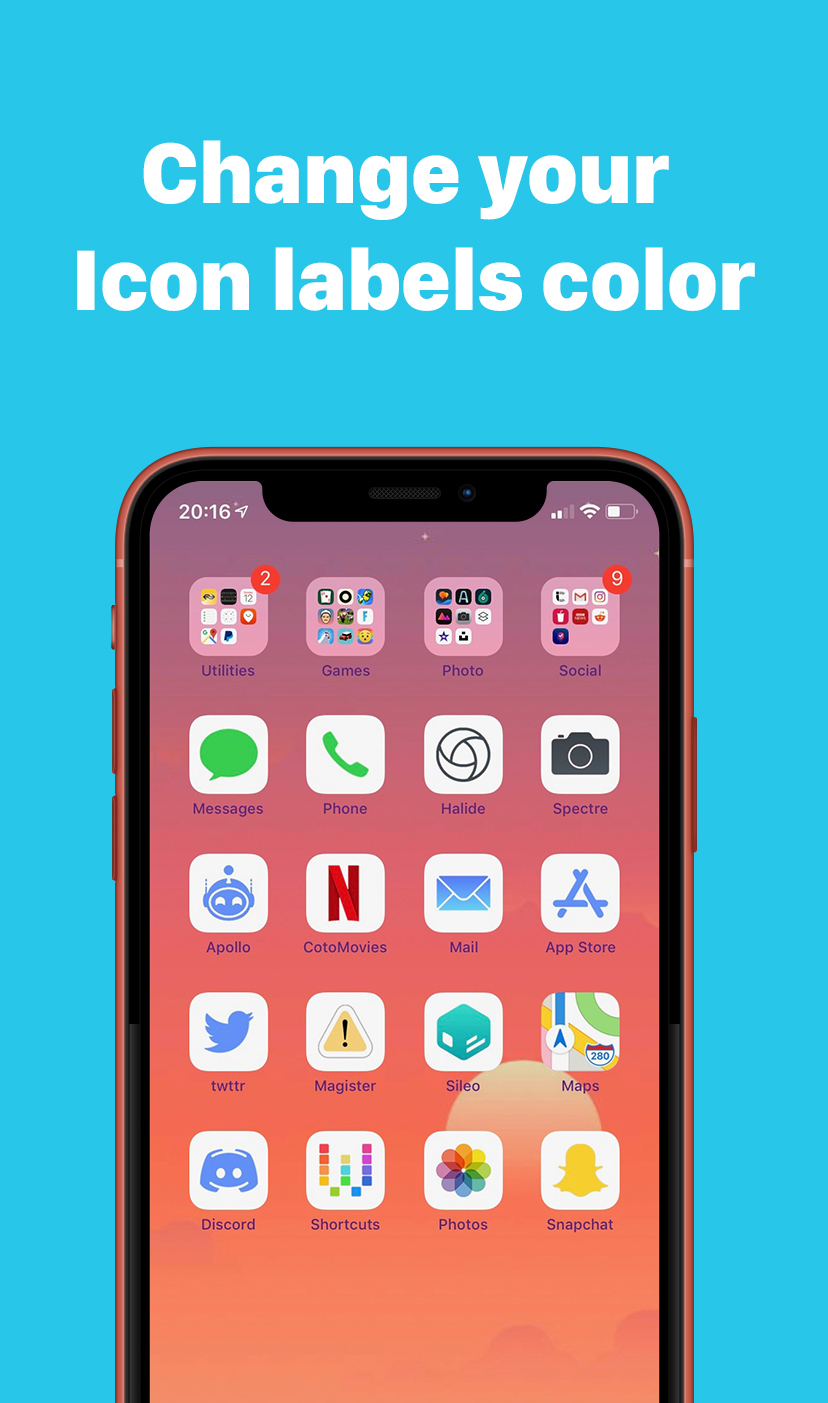 Change your
Icon labels color
20:16
2
9
12
Utilities
Games
Photo
Social
Messages
Phone
Halide
Spectre
Apollo
CotoMovies
Mail
App Store
280
twttr
Magister
Sileo
Maps
Discord
Shortcuts
Photos
Snapchat